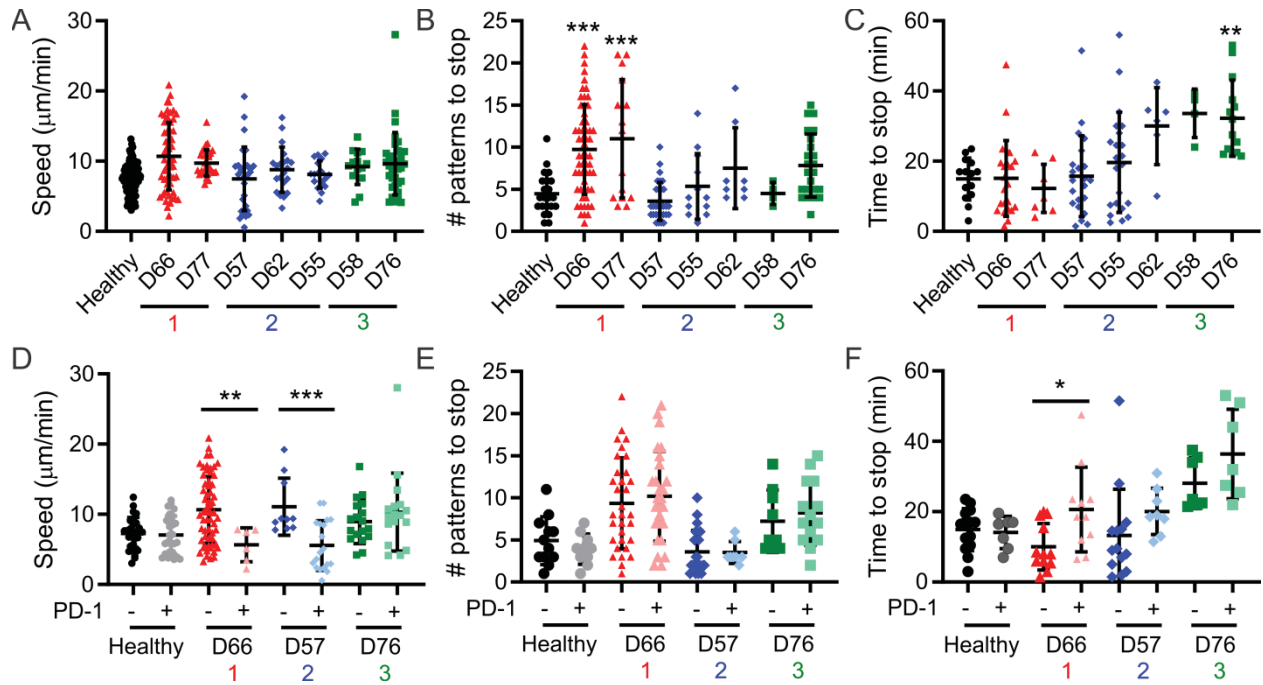 A
Speed (μm/min)
30
20
10
0
Healthy
D66
D77
D57
D62
D55
D58
D76
1
2
3
B
# patterns to stop
25
20
15
10
5
0
***
***
Healthy
D66
D77
D57
D55
D62
D58
D76
1
2
3
C
Time to stop (min)
60
40
20
0
**
Healthy
D66
D77
D57
D55
D62
D58
D76
1
2
3
D
Speed (μm/min)
30
20
10
0
**
***
PD-1 - + - + - + - +
Healthy D66 D57 D76
1 2 3
E
# patterns to stop
25
20
15
10
5
0
- + - + - + - +
Healthy D66 D57 D76
1 2 3
F
Time to stop (min)
60
40
20
0
*
- + - + - + - +
Healthy D66 D57 D76
1 2 3